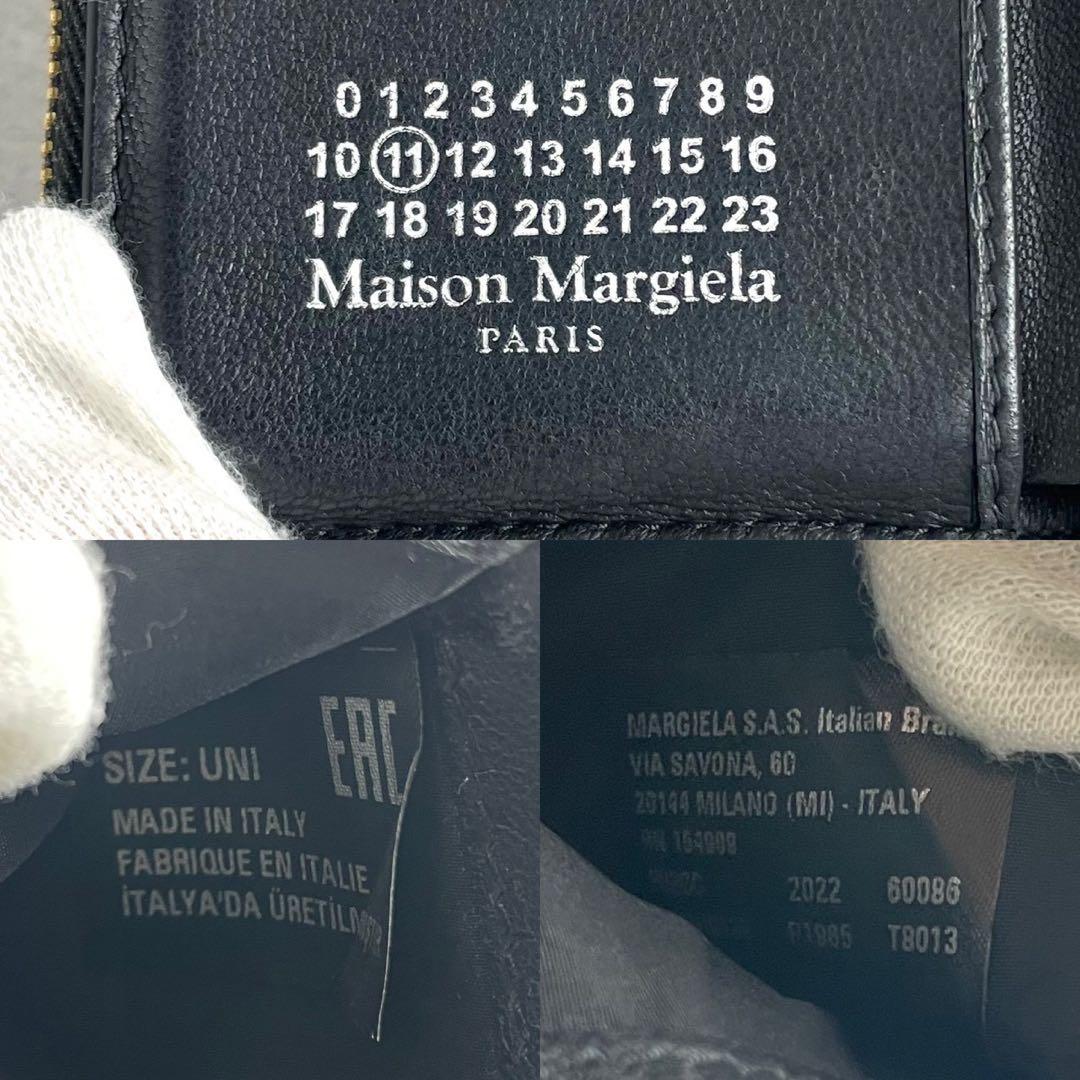 0 1 2 3 4 5 6 7 8 9
10 11 12 13 14 15 16
17 18 19 20 21 22 23
Maison Margiela
PARIS
EAC
SIZE: UNI
MADE IN ITALY
FABRIQUE EN ITALIE
İTALYA'DA
MARGIELA S.A.S. Italian
VIA SAVONA, 60
20144 MILANO (MI) - ITALY
2022 60086
T8013